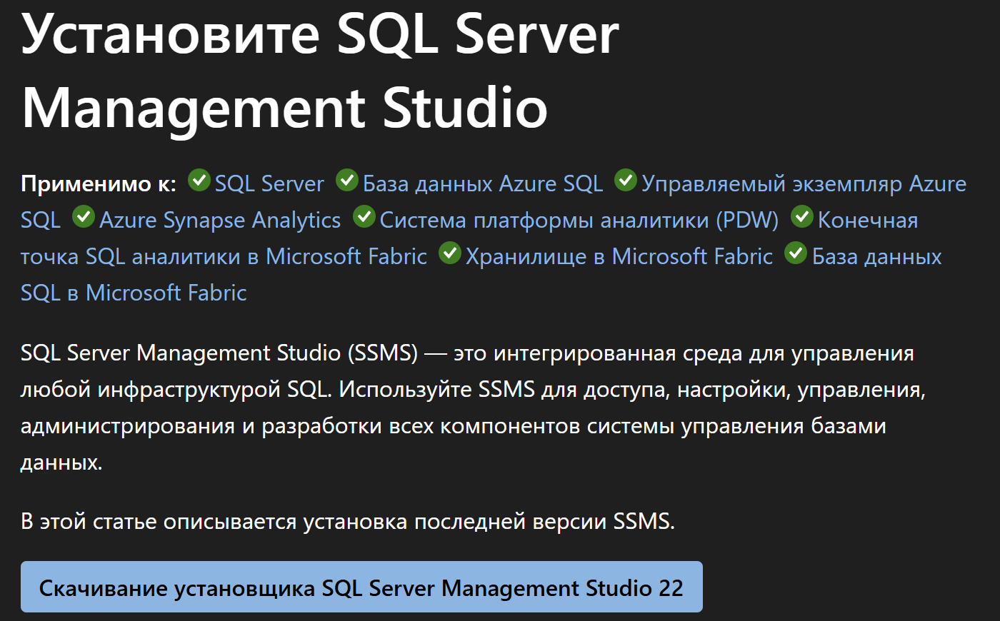 Установите SQL Server
Management Studio
Применимо к: SQL Server База данных Azure SQL Управляемый экземпляр Azure
SQL Azure Synapse Analytics Система платформы аналитики (PDW) Конечная
точка SQL аналитики в Microsoft Fabric Хранилище в Microsoft Fabric База данных
SQL в Microsoft Fabric
SQL Server Management Studio (SSMS) — это интегрированная среда для управления
любой инфраструктурой SQL. Используйте SSMS для доступа, настройки, управления,
администрирования и разработки всех компонентов системы управления базами
данных.
В этой статье описывается установка последней версии SSMS.
Скачивание установщика SQL Server Management Studio 22